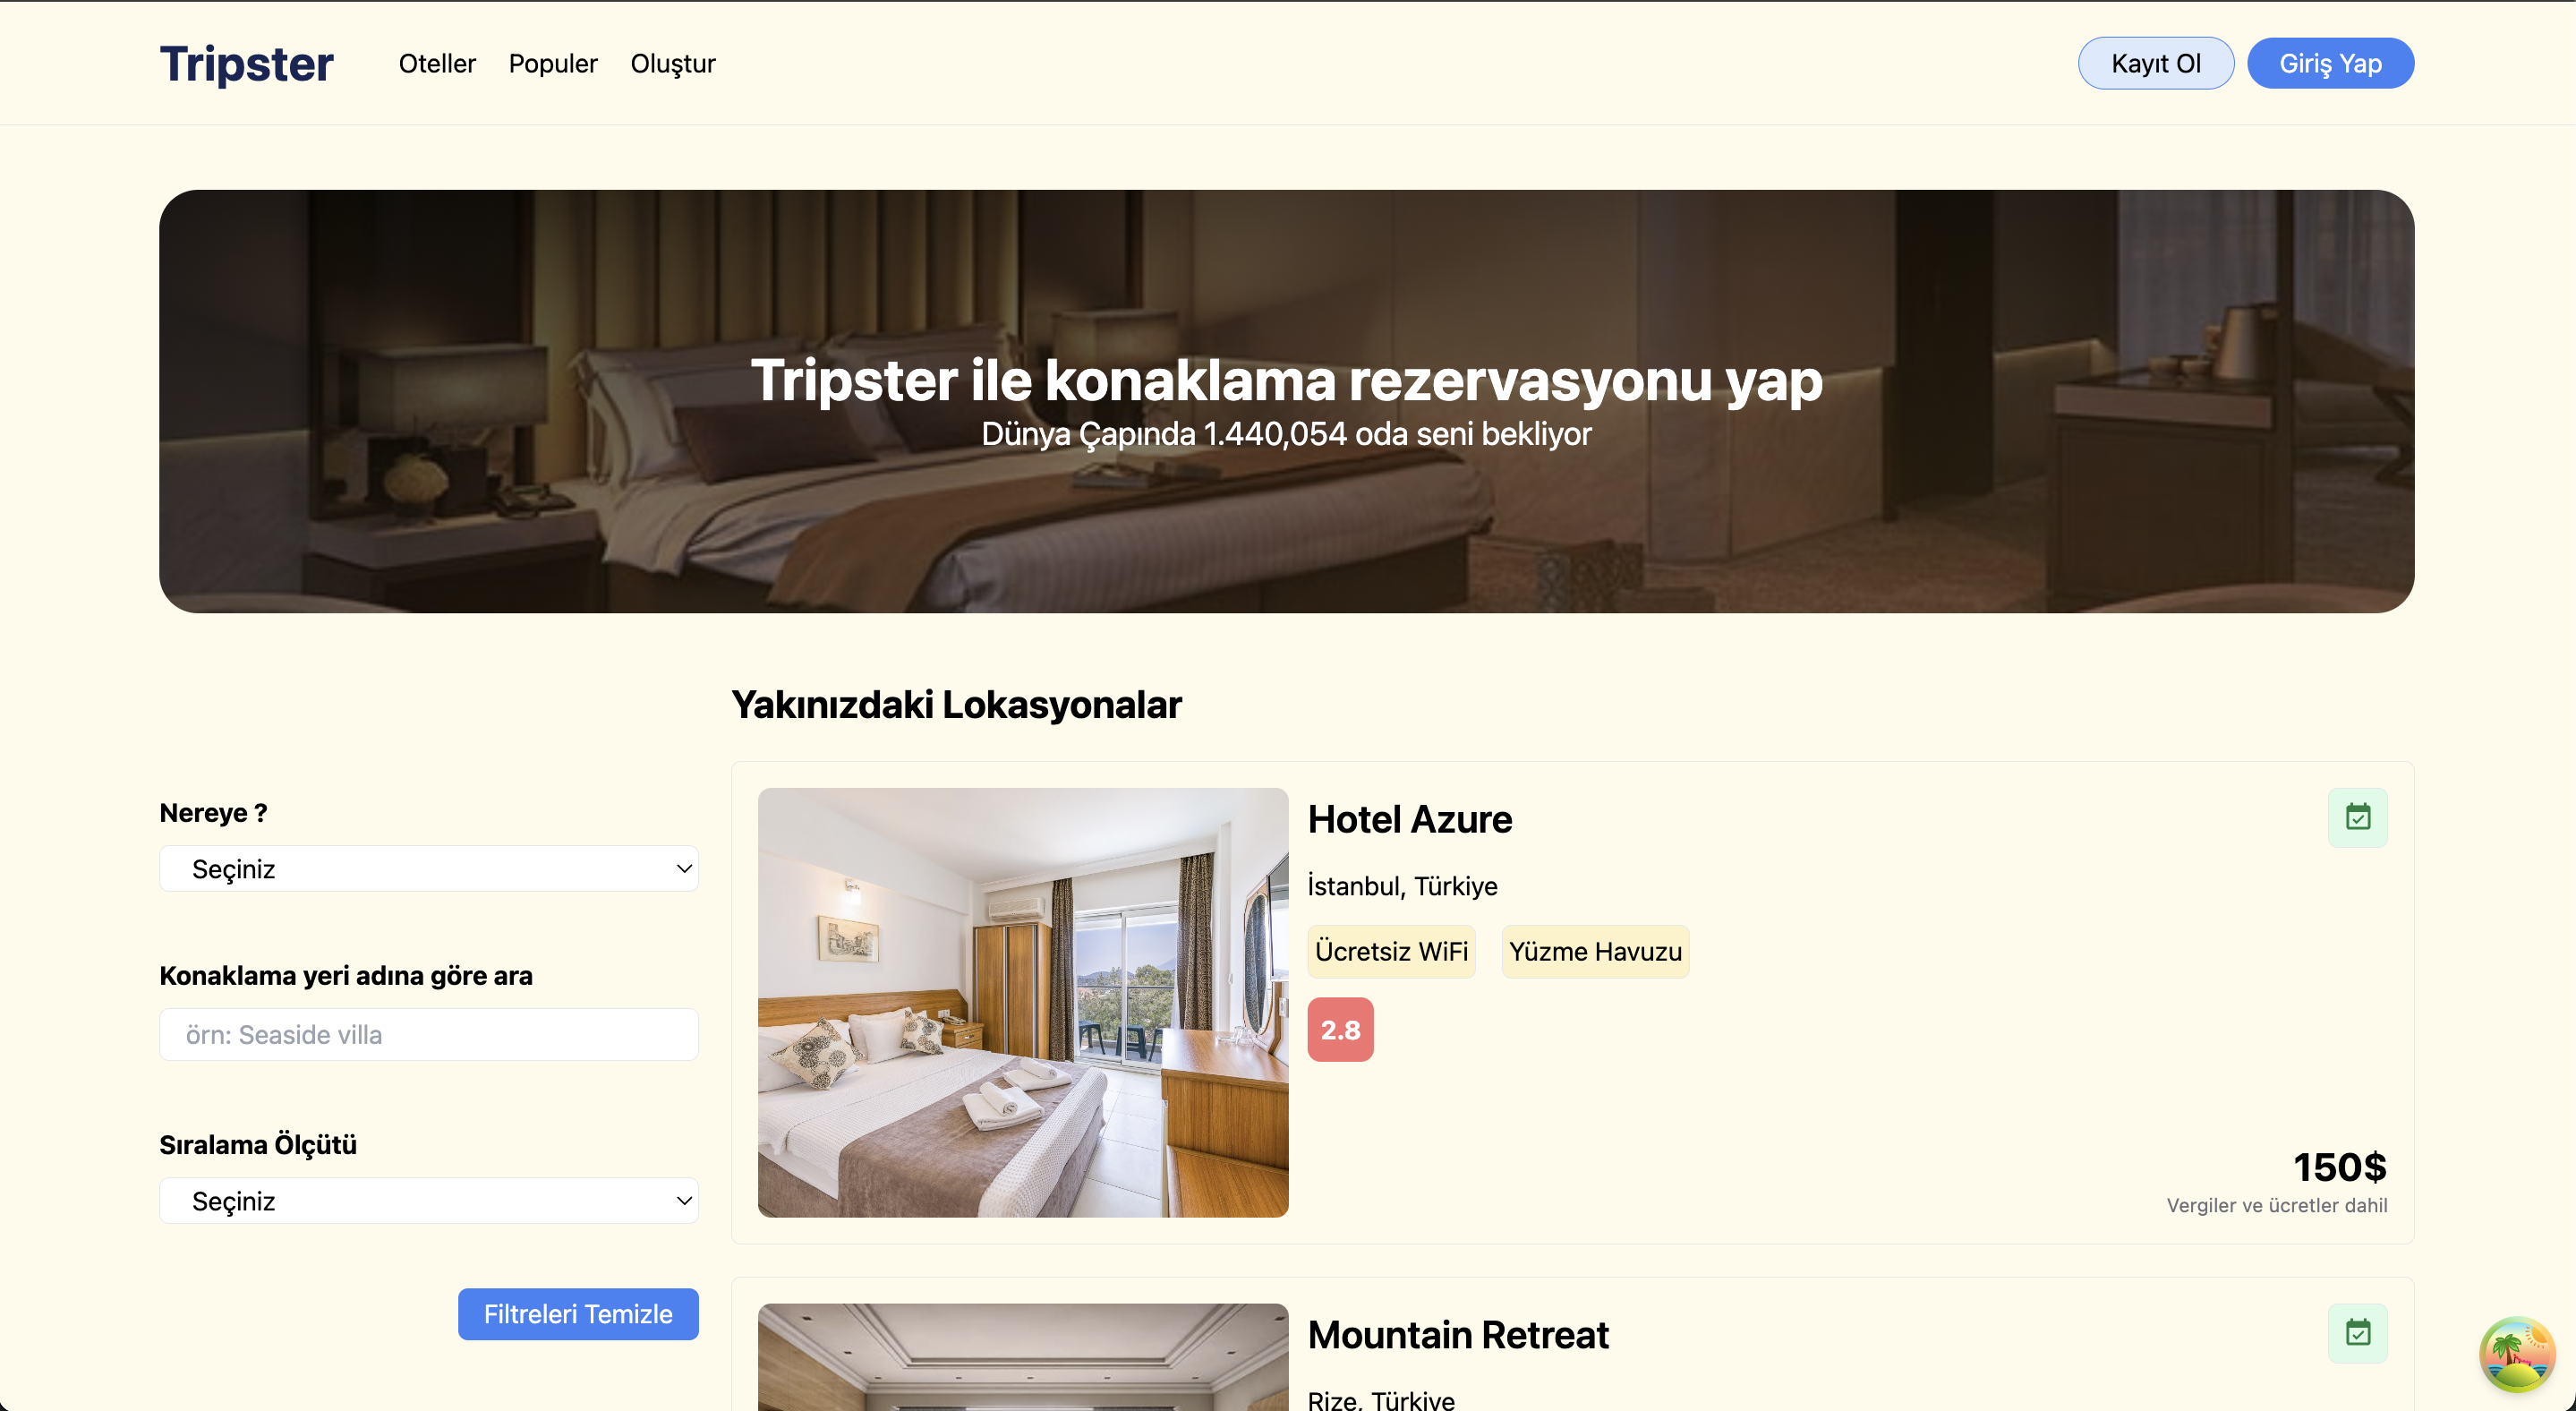 Tripster
Oteller Populer Oluştur
Kayıt Ol Giriş Yap
Tripster ile konaklama rezervasyonu yap
Dünya Çapında 1.440,054 oda seni bekliyor
Nereye ?
Seçiniz
Konaklama yeri adına göre ara
örn: Seaside villa
Sıralama Ölçütü
Seçiniz
Filtreleri Temizle
Yakınızdaki Lokasyonalar
Hotel Azure
İstanbul, Türkiye
Ücretsiz WiFi Yüzme Havuzu
2.8
150$
Vergiler ve ücretler dahil
Mountain Retreat
Rize, Türkiye